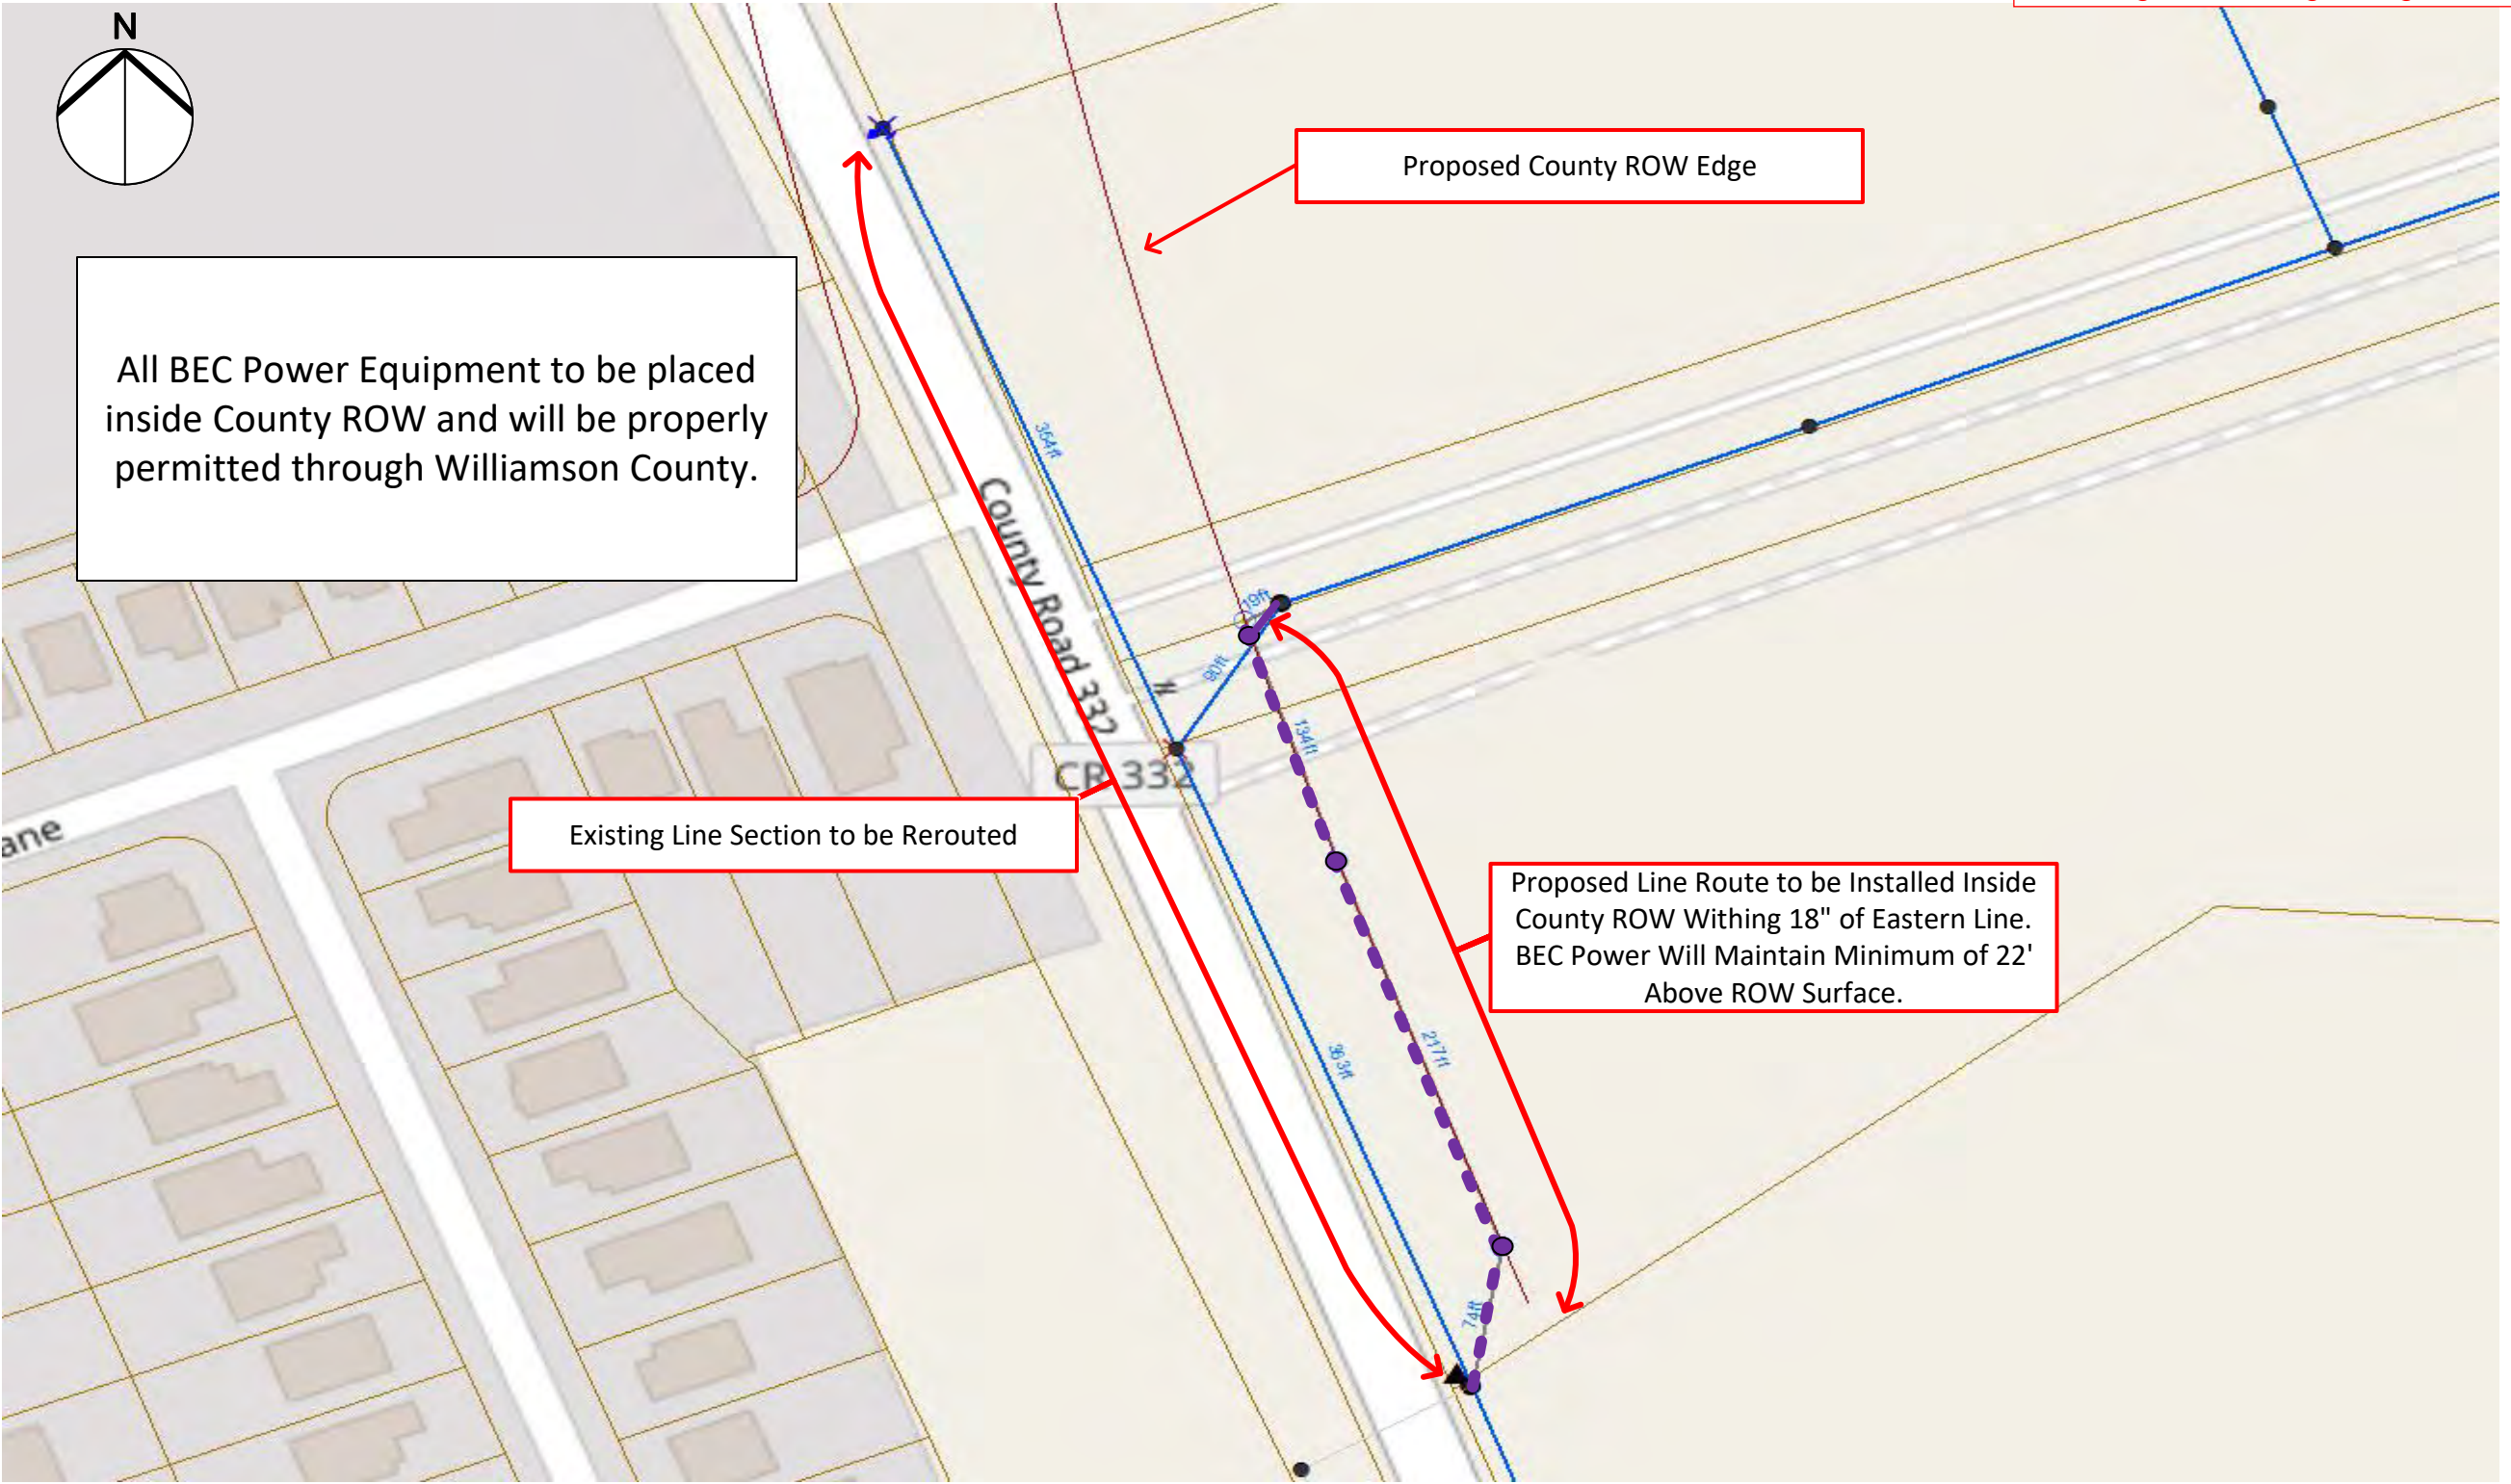 N
Proposed County ROW Edge
All BEC Power Equipment to be placed
inside County ROW and will be properly
permitted through Williamson County.
354ft
County Road 332
19ft
90ft
134ft
CR 332
Existing Line Section to be Rerouted
ane
Proposed Line Route to be Installed Inside
County ROW Withing 18" of Eastern Line.
BEC Power Will Maintain Minimum of 22'
Above ROW Surface.
363ft
217ft
74ft